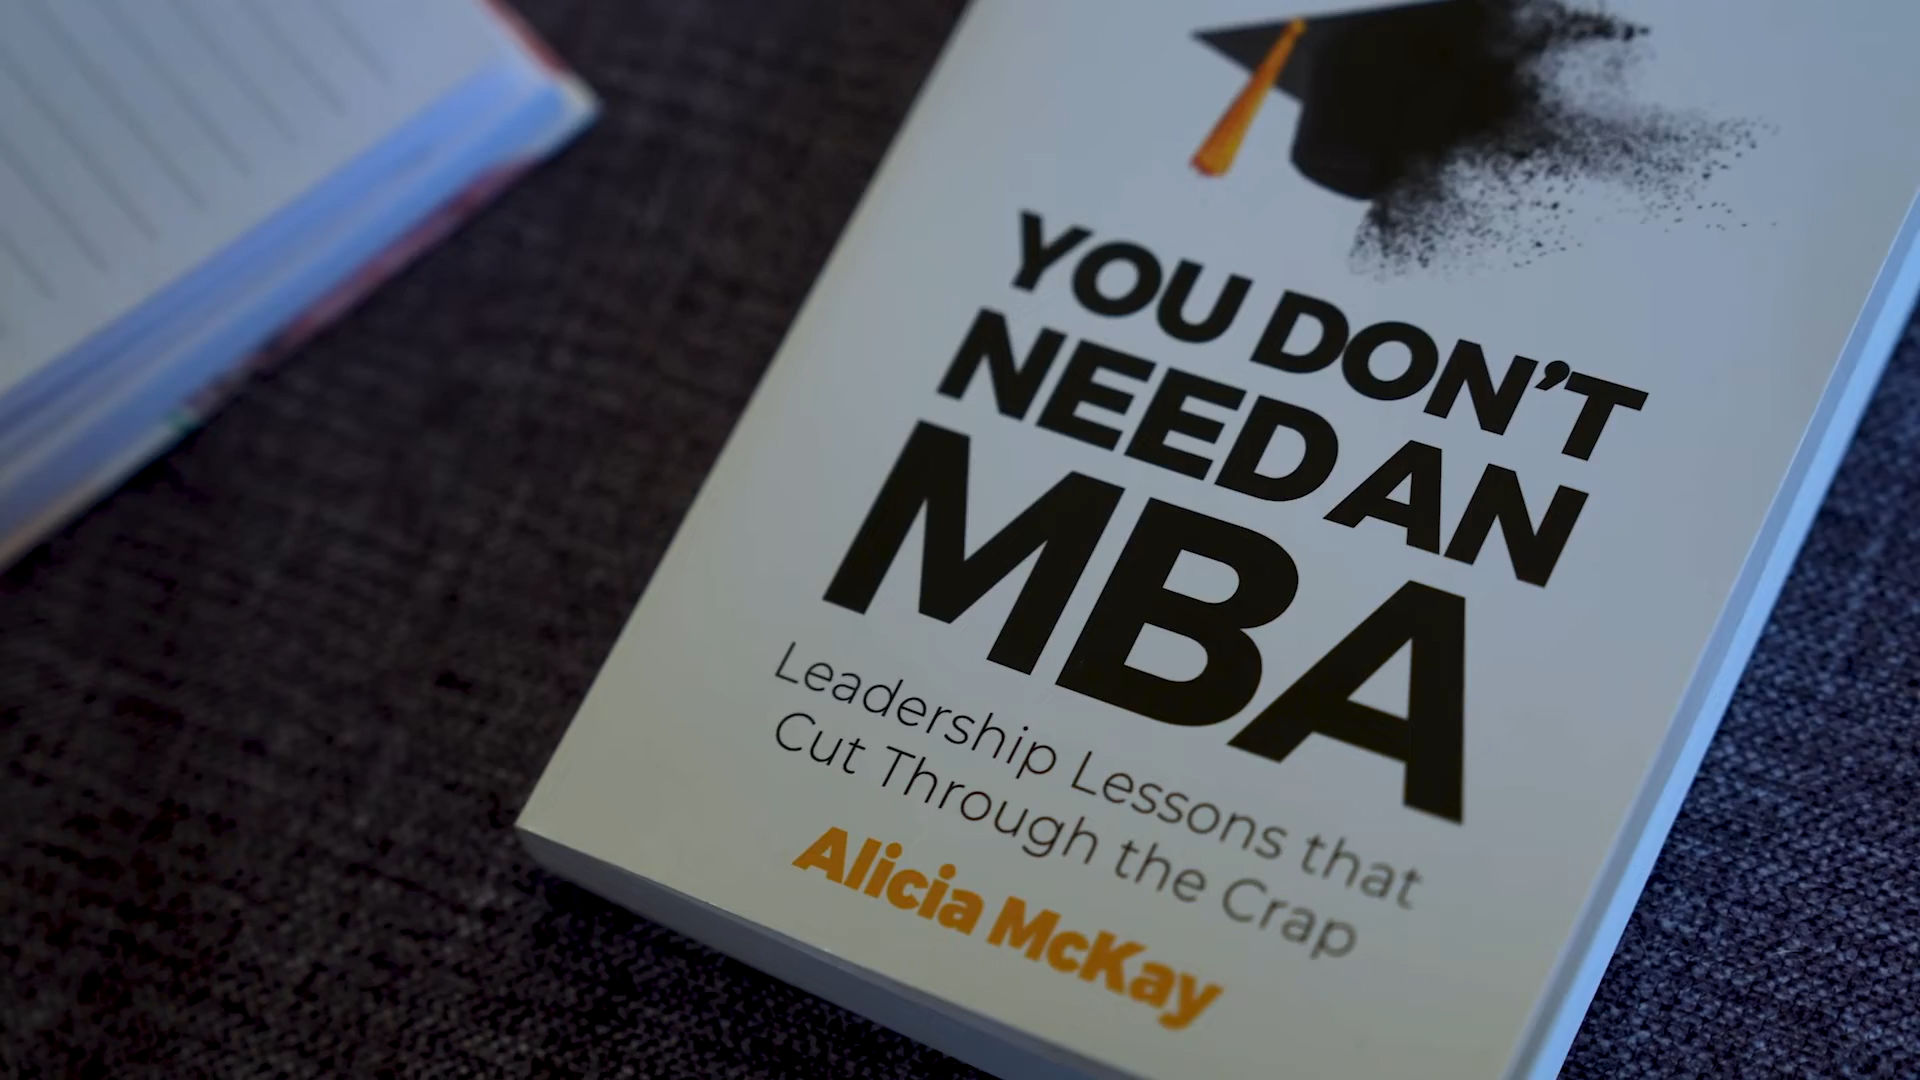 YOU DON'T
NEED AN
MBA
Leadership Lessons that
Cut Through the Crap
Alicia McKay